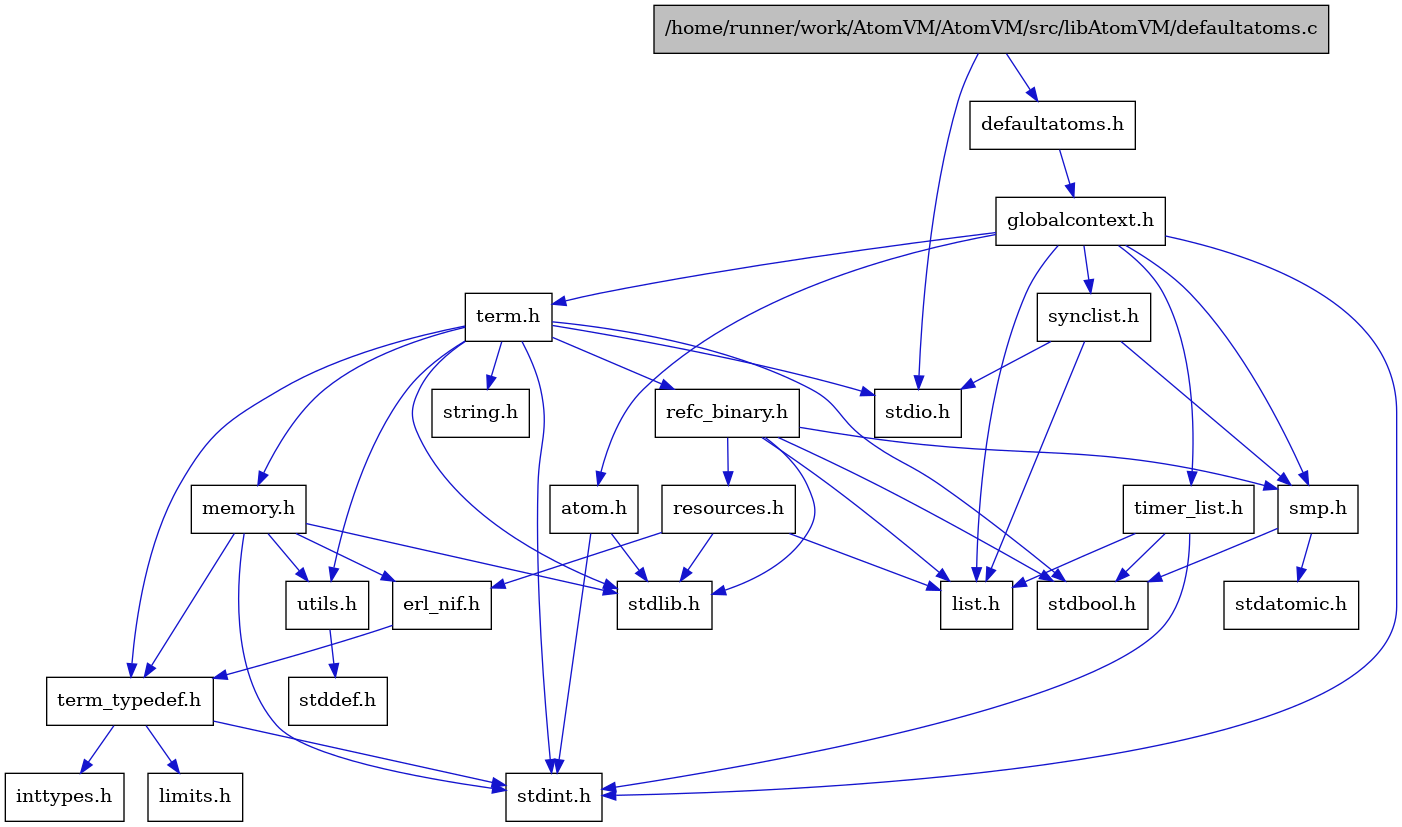 /home/runner/work/AtomVM/AtomVM/src/libAtomVM/defaultatoms.c
defaultatoms.h
globalcontext.h
term.h
synclist.h
string.h
refc_binary.h
stdio.h
memory.h
atom.h
resources.h
timer_list.h
smp.h
utils.h
erl_nif.h
stdlib.h
list.h
stdbool.h
stdatomic.h
term_typedef.h
stddef.h
inttypes.h
limits.h
stdint.h